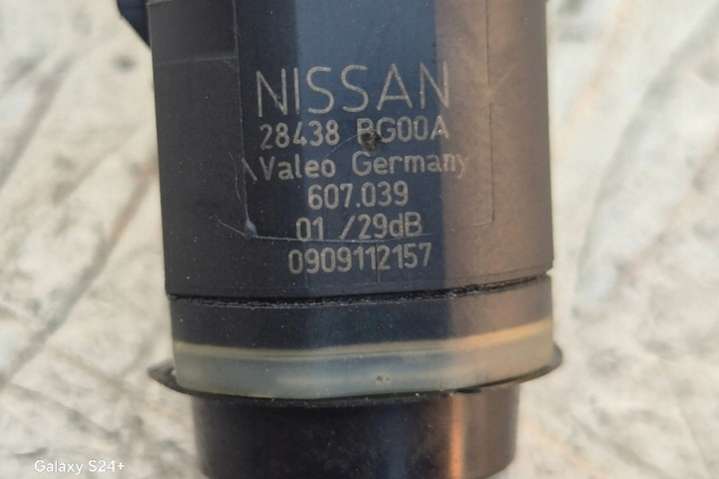 NISSAN
28438 BG00A
Valeo Germany
607.039
01 /29dB
0909112157
Galaxy S24+